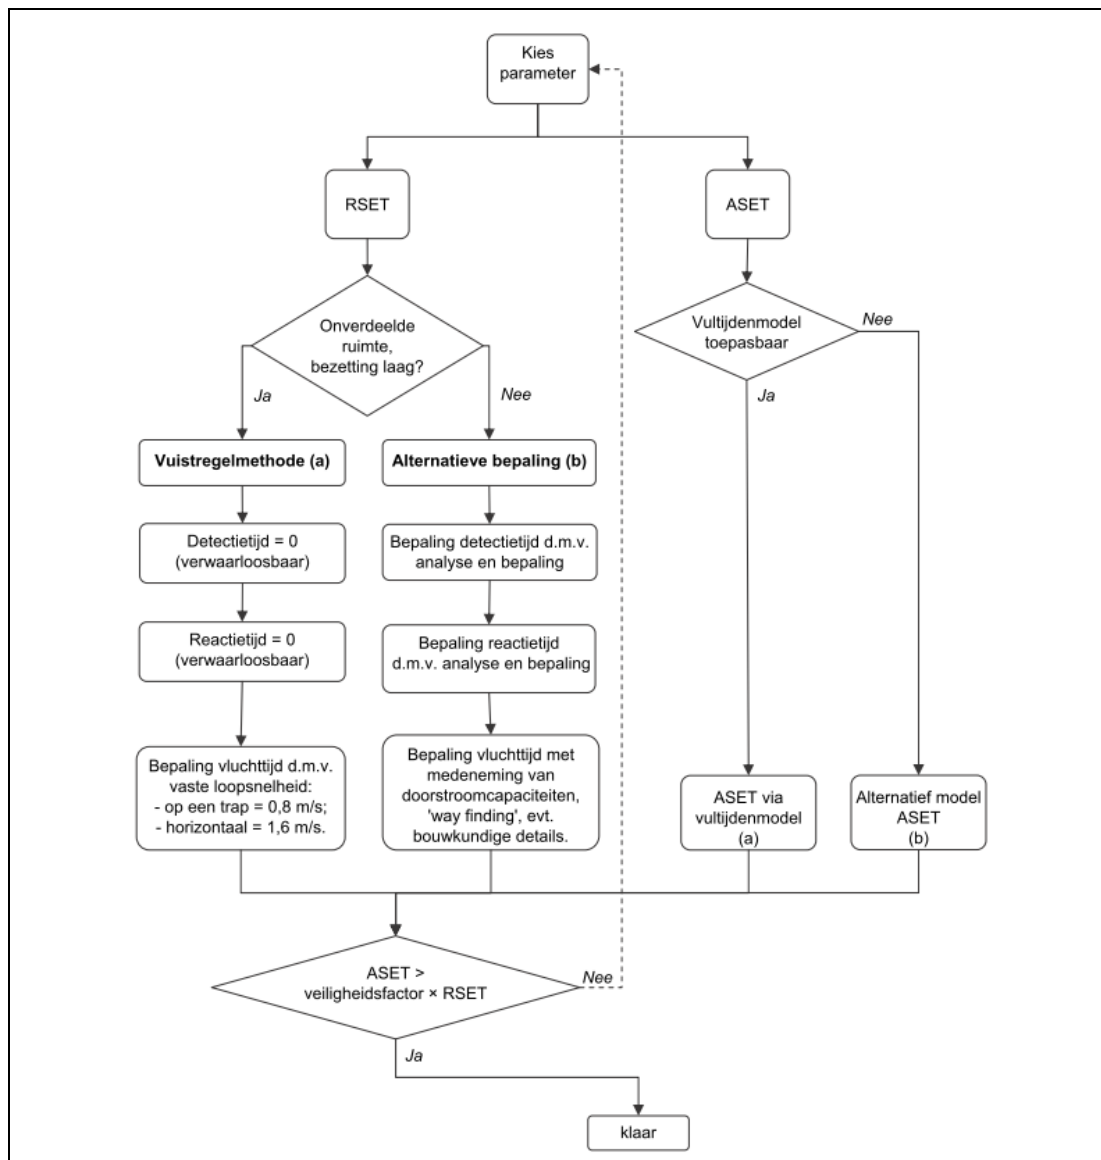 Kies
parameter
RSET
ASET
Onverdeelde
ruimte,
bezetting laag?
Vultijdenmodel
toepasbaar
Nee
Ja
Nee
Ja
Vuistregelmethode (a)
Alternatieve bepaling (b)
Detectietijd = 0
(verwaarloosbaar)
Bepaling detectietijd d.m.v.
analyse en bepaling
Reactietijd = 0
(verwaarloosbaar)
Bepaling reactietijd
d.m.v. analyse en bepaling
Bepaling vluchttijd d.m.v.
vaste loopsnelheid:
- op een trap = 0,8 m/s;
- horizontaal = 1,6 m/s.
Bepaling vluchttijd met
medeneming van
doorstroomcapaciteiten,
'way finding', evt.
bouwkundige details.
ASET via
vultijdenmodel
(a)
Alternatief model
ASET
(b)
ASET >
veiligheidsfactor × RSET
Nee
Ja
klaar